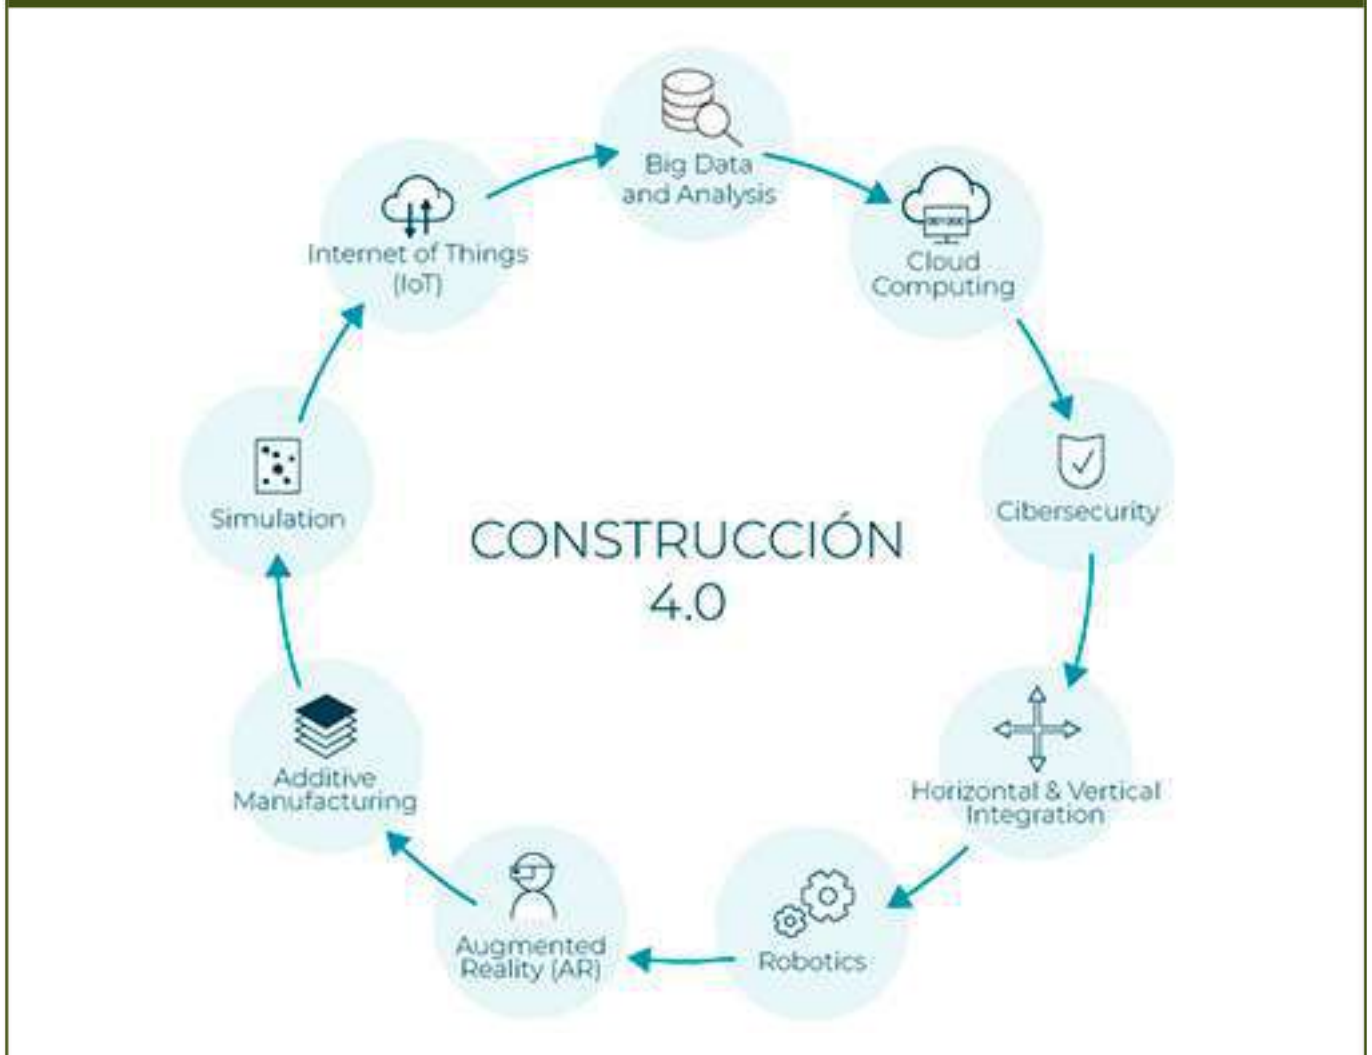 Big Data
and Analysis
Cloud
Computing
Cibersecurity
Horizontal & Vertical
Integration
Robotics
Augmented
Reality (AR)
Additive
Manufacturing
Simulation
Internet of Things
(IoT)
CONSTRUCCIÓN
4.0